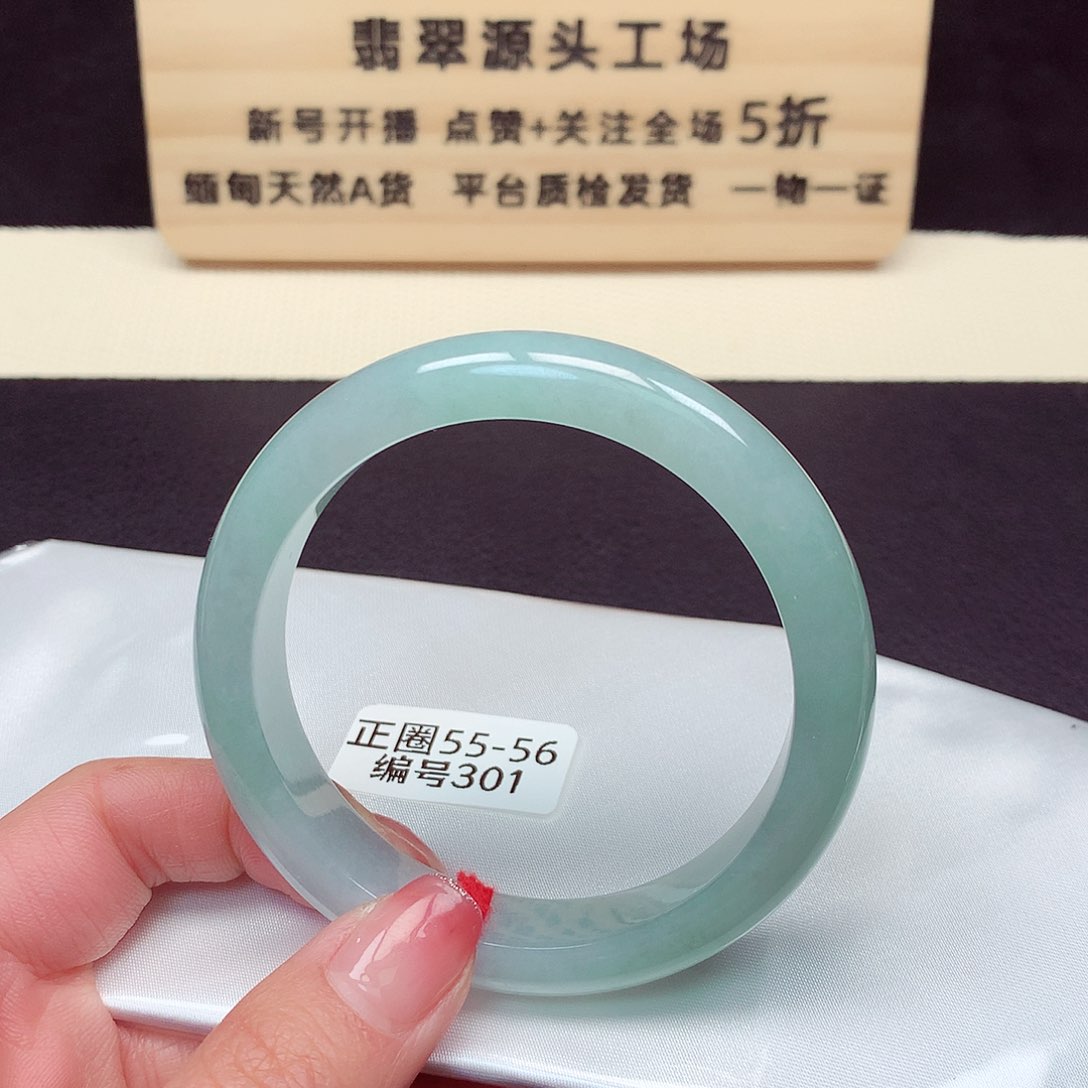 翡翠源头工场
新号开播 点赞+关注全场5折
缅甸天然A货 平台质检发货 一物一证
正圈55-56
编号301